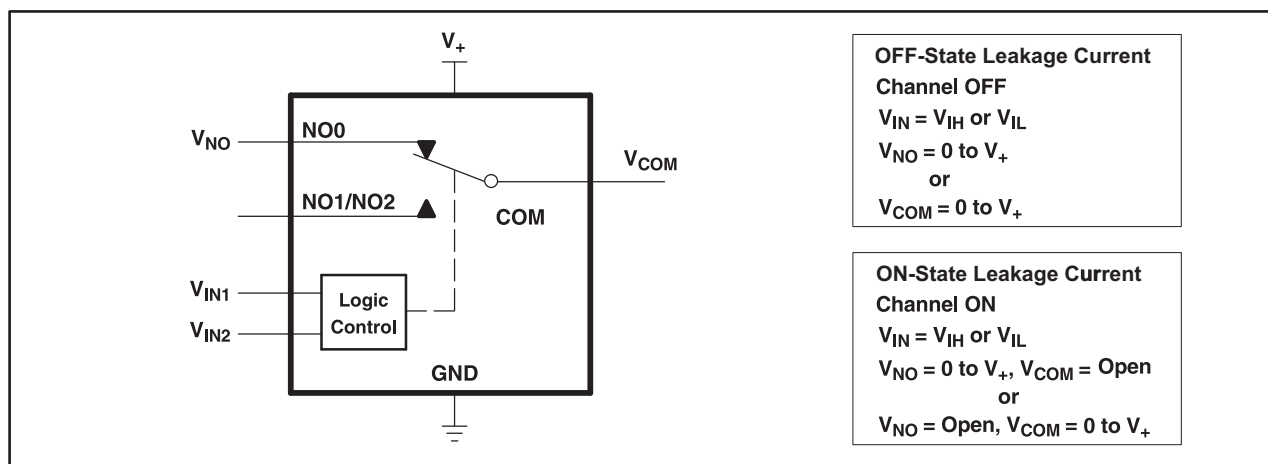 V+
NO0
VNO
VCOM
NO1/NO2
COM
VIN1
VIN2
Logic
Control
GND
OFF-State Leakage Current
Channel OFF
VIN = VIH or VIL
VNO = 0 to V+
or
VCOM = 0 to V+
ON-State Leakage Current
Channel ON
VIN = VIH or VIL
VNO = 0 to V+, VCOM = Open
or
VNO = Open, VCOM = 0 to V+